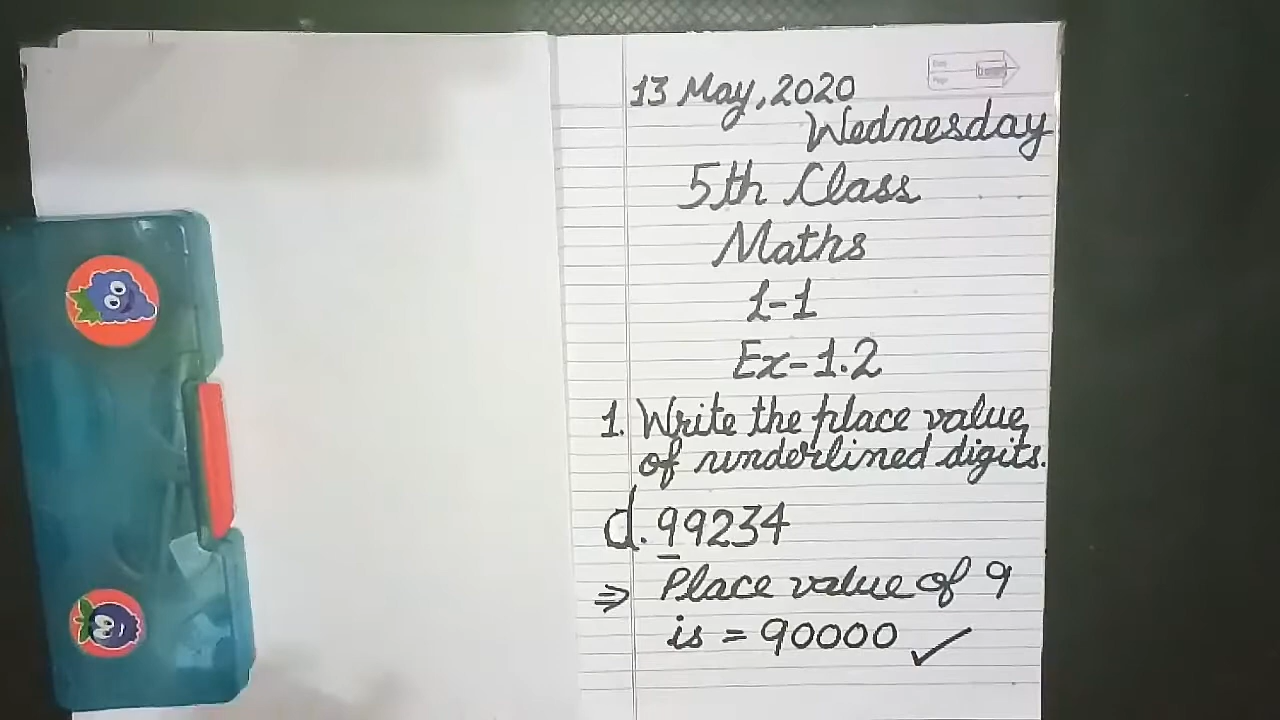 13 May, 2020
Wednesday
5th Class
Maths
1-1
Ex-1.2
1. Write the place value
of underlined digits.
d. 99234
⇒ Place value of 9
is = 90000 ✓